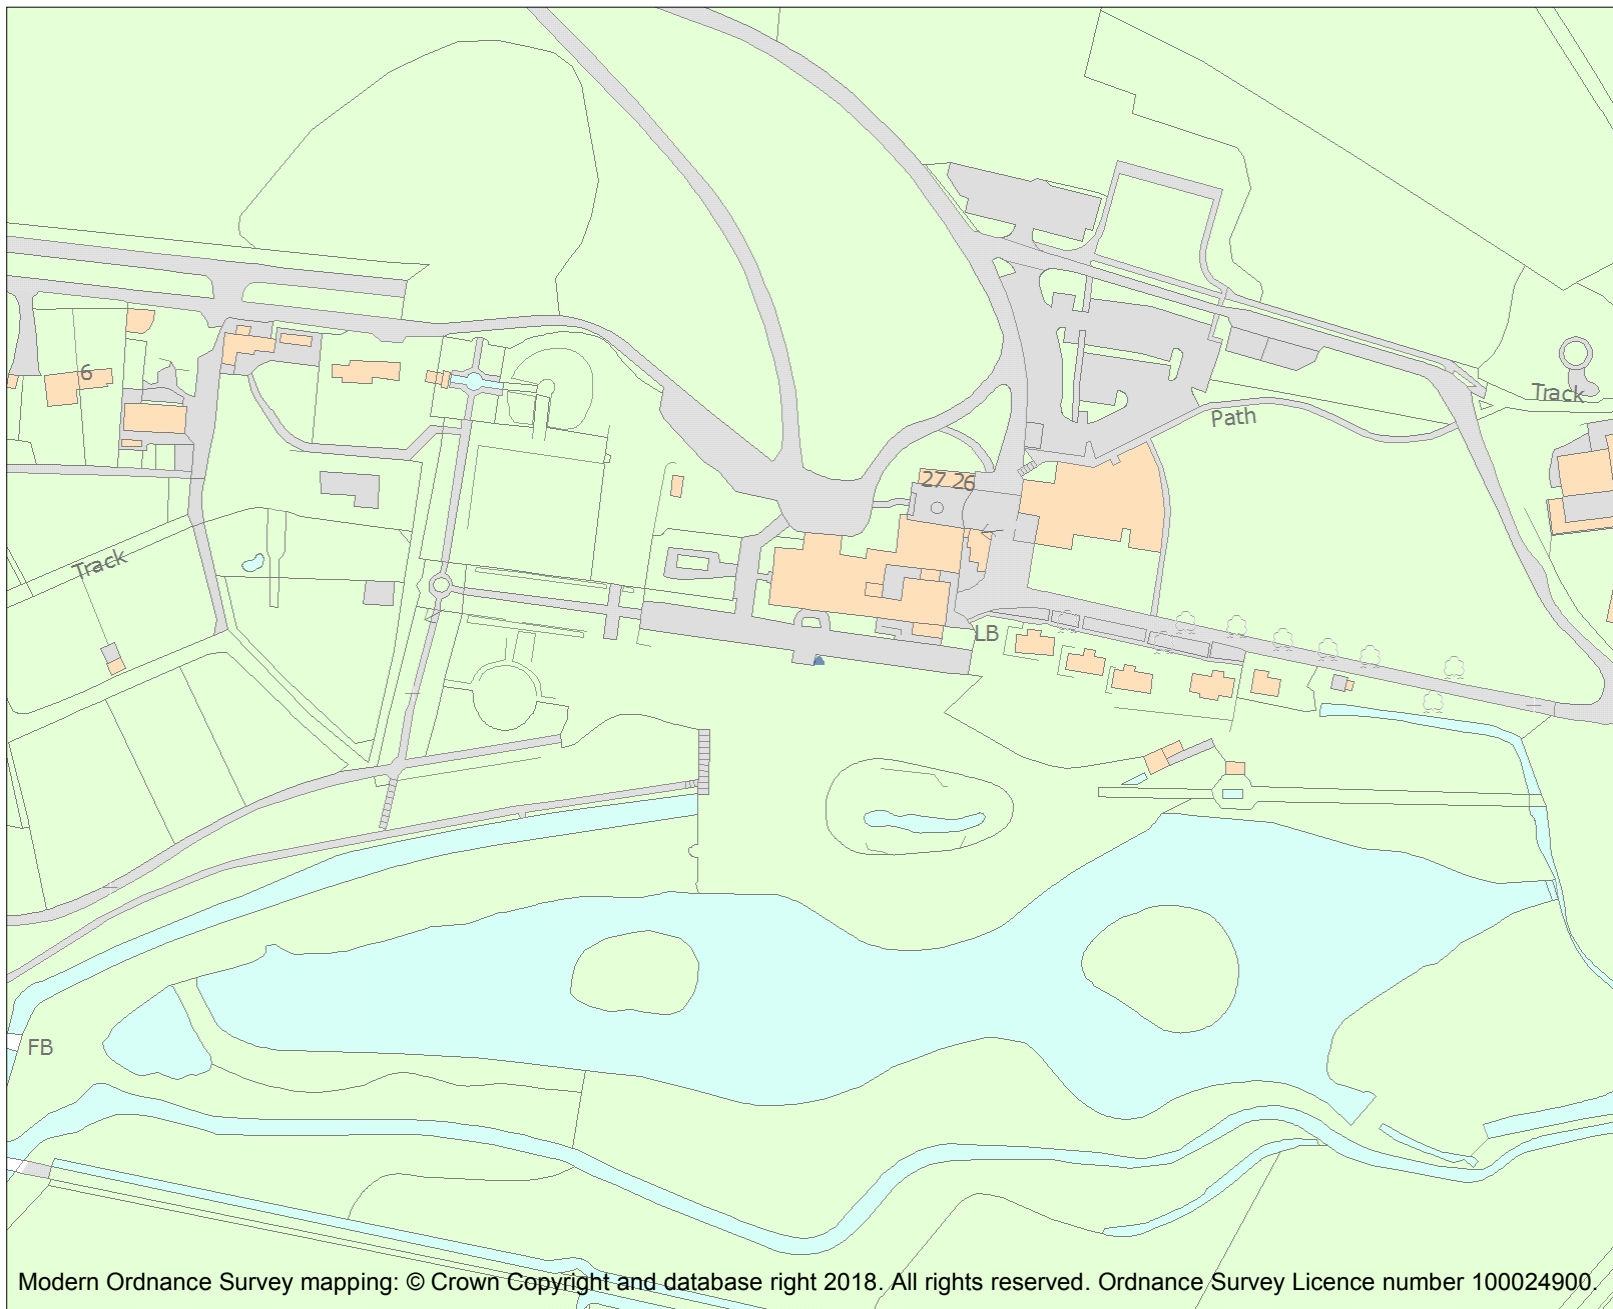 6
Track
Path
27 26
Track
LB
FB
Modern Ordnance Survey mapping: © Crown Copyright and database right 2018. All rights reserved. Ordnance Survey Licence number 100024900.